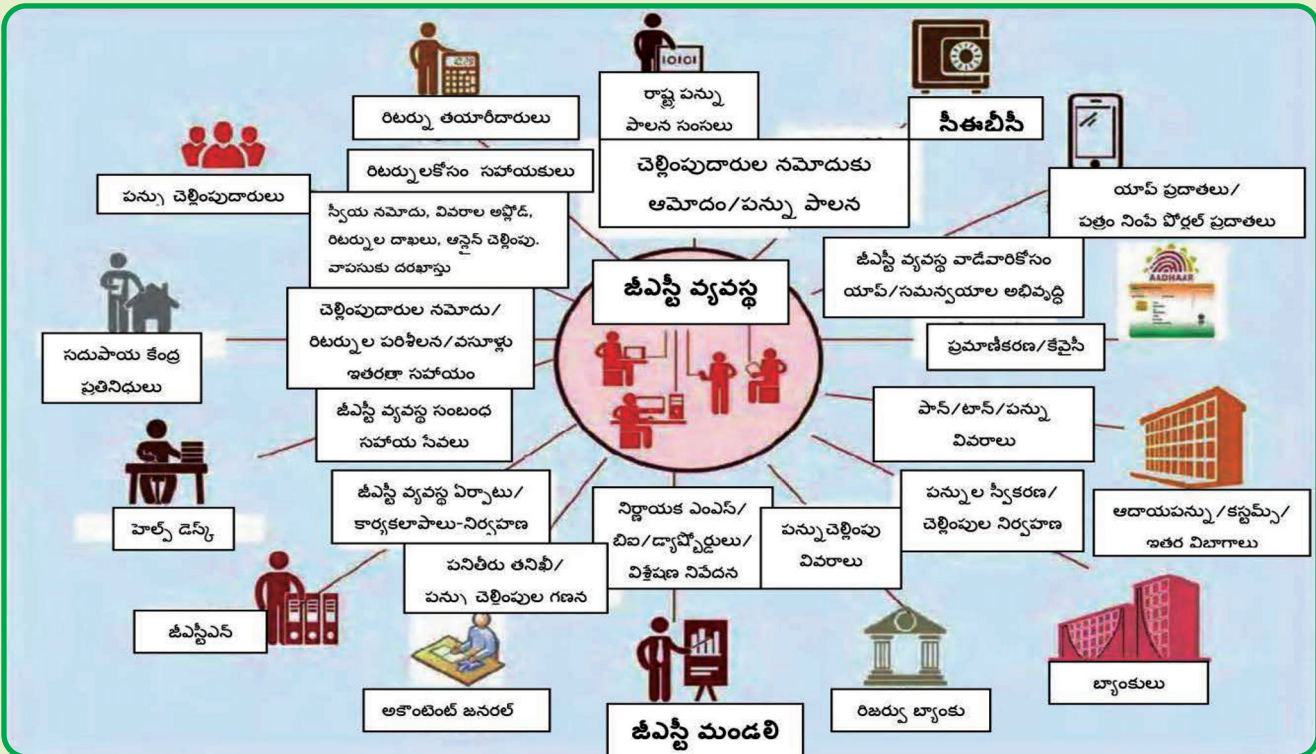 రిటర్ను తయారీదారులు
రాష్ట్ర పన్ను
పాలన సంసలు
సీఈబీసీ
రిటర్నులకోసం సహాయకులు
చెల్లింపుదారుల నమోదుకు
ఆమోదం/పన్ను పాలన
పన్ను చెల్లింపుదారులు
యాప్ ప్రదాతలు/
పత్రం నింపే పోర్టల్ ప్రదాతలు
స్వీయ నమోదు, వివరాల అప్లోడ్,
రిటర్నుల దాఖలు, ఆన్లైన్ చెల్లింపు.
వాపసుకు దరఖాస్తు
జీఎస్టీ వ్యవస్థ
జీఎస్టీ వ్యవస్థ వాడేవారికోసం
యాప్/సమన్వయాల అభివృద్ధి
AADHAAR
చెల్లింపుదారుల నమోదు/
రిటర్నుల పరిశీలన/వసూళ్లు
ఇతరత్రా సహాయం
సదుపాయ కేంద్ర
ప్రతినిధులు
ప్రమాణీకరణ/కేవైసీ
జీఎస్టీ వ్యవస్థ సంబంధ
సహాయ సేవలు
పాన్/టాన్/పన్ను
వివరాలు
హెల్ప్ డెస్క్
జీఎస్టీ వ్యవస్థ ఏర్పాటు/
కార్యకలాపాలు-నిర్వహణ
నిర్ణాయక ఎంఎస్/
బిఐ/డ్యాష్బోర్డులు/
విశ్లేషణ నివేదన
పన్నుచెల్లింపు
వివరాలు
పన్నుల స్వీకరణ/
చెల్లింపుల నిర్వహణ
ఆదాయపన్ను/కస్టమ్స్/
ఇతర విబాగాలు
పనితీరు తనిఖీ/
పన్ను చెల్లింపుల గణన
జీఎస్టీఎన్
అకౌంటెంట్ జనరల్
జీఎస్టీ మండలి
రిజర్వు బ్యాంకు
బ్యాంకులు